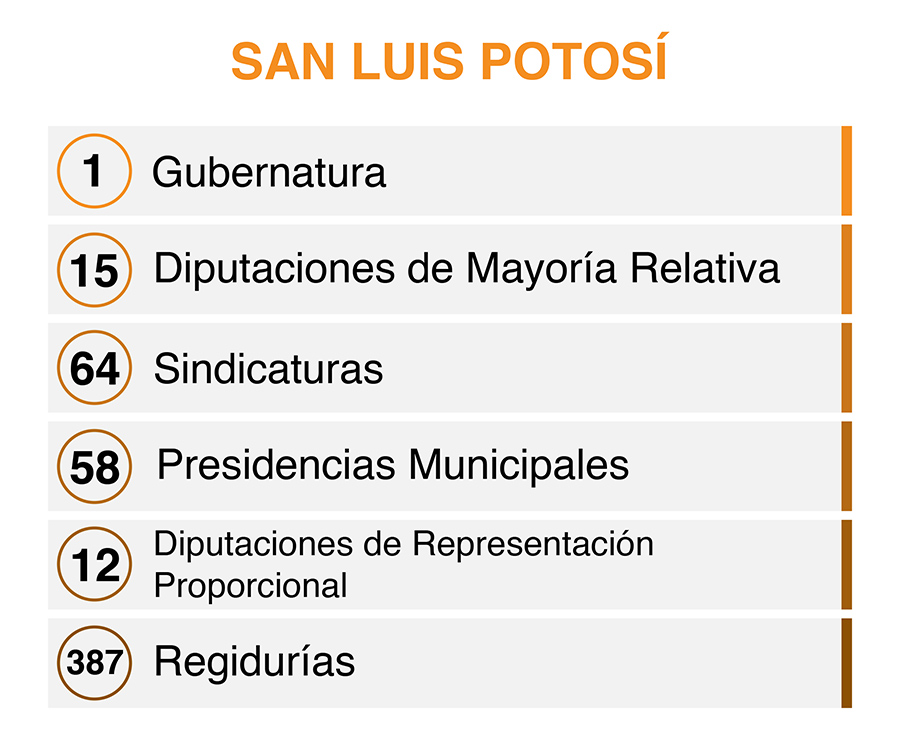 SAN LUIS POTOSÍ
1 Gubernatura
15 Diputaciones de Mayoría Relativa
64 Sindicaturas
58 Presidencias Municipales
12 Diputaciones de Representación
Proporcional
387 Regidurías